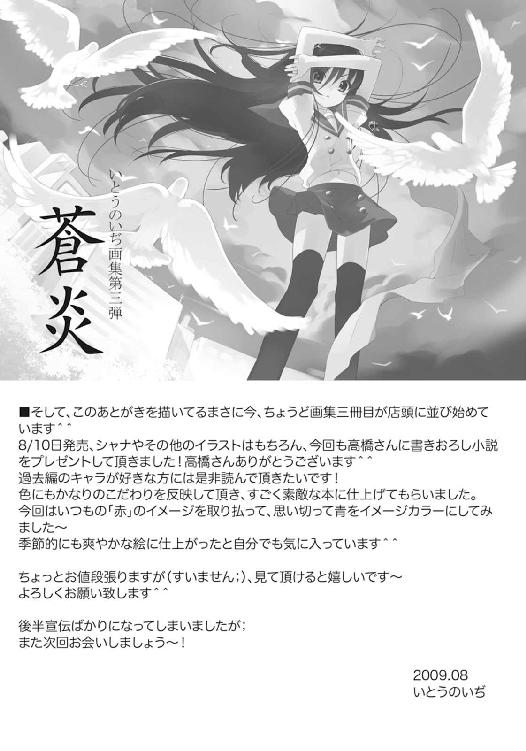 いとうのいぢ画集第三弾
蒼炎
■そして、このあとがきを描いてるまさに今、ちょうど画集三冊目が店頭に並び始めて
います＾＾
8/10日発売、シャナやその他のイラストはもちろん、今回も高橋さんに書きおろし小説
をプレゼントして頂きました！高橋さんありがとうございます＾＾
過去編のキャラが好きな方には是非読んで頂きたいです！
色にもかなりのこだわりを反映して頂き、すごく素敵な本に仕上げてもらいました。
今回はいつもの「赤」のイメージを取り払って、思い切って青をイメージカラーにしてみ
ました〜
季節的にも爽やかな絵に仕上がったと自分でも気に入っています＾＾
ちょっとお値段張りますが（すいません；）、見て頂けると嬉しいです〜
よろしくお願い致します＾＾
後半宣伝ばかりになってしまいましたが；
また次回お会いしましょう〜！
2009.08
いとうのいぢ